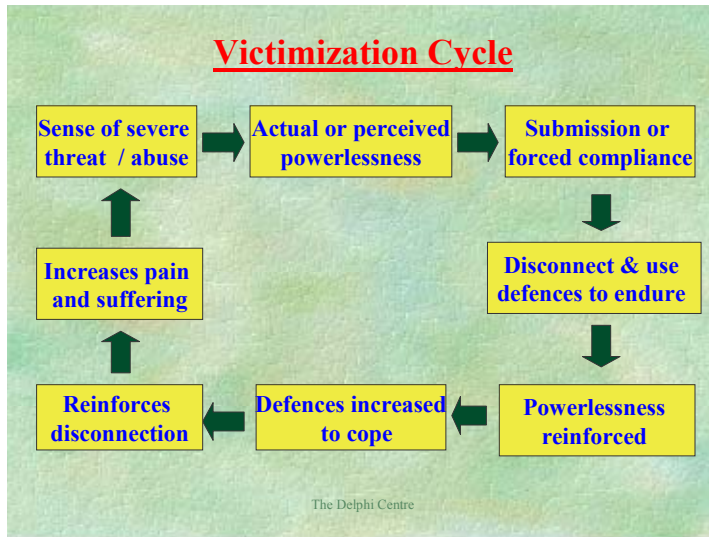 Victimization Cycle
Sense of severe
threat / abuse
Actual or perceived
powerlessness
Submission or
forced compliance
Disconnect & use
defences to endure
Powerlessness
reinforced
Defences increased
to cope
Reinforces
disconnection
Increases pain
and suffering
The Delphi Centre